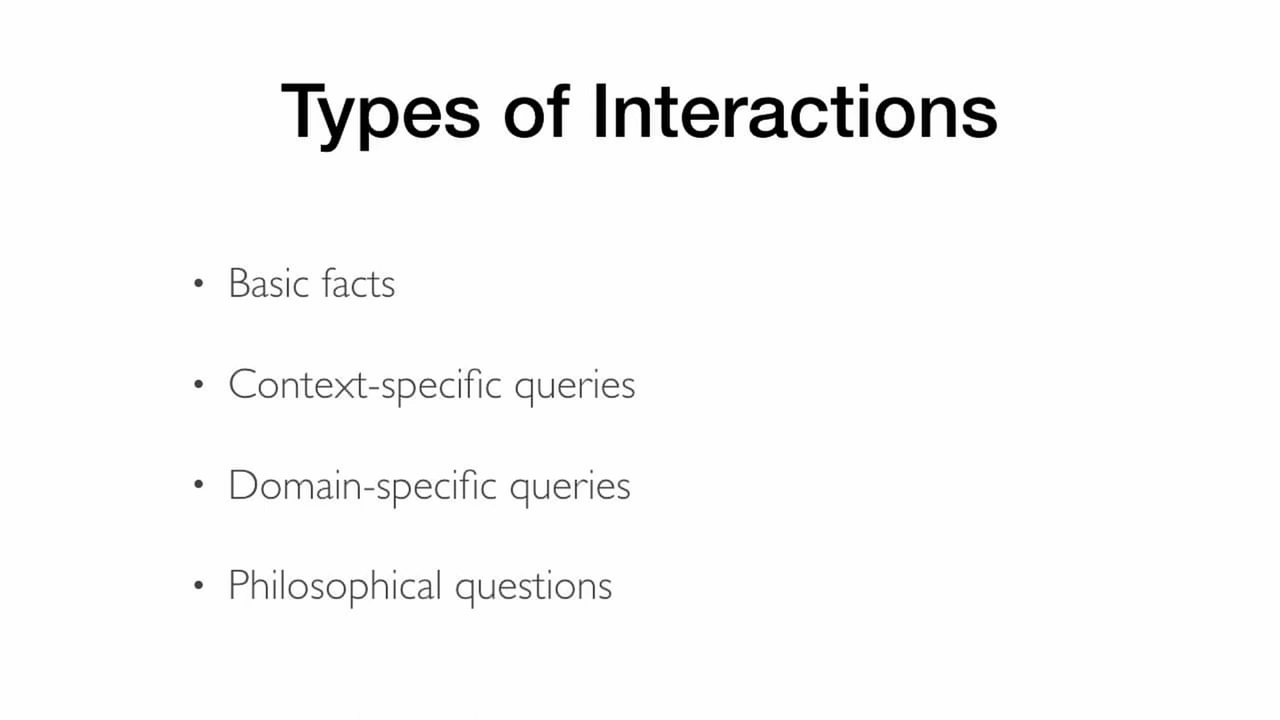 Types of Interactions
• Basic facts
• Context-specific queries
• Domain-specific queries
• Philosophical questions